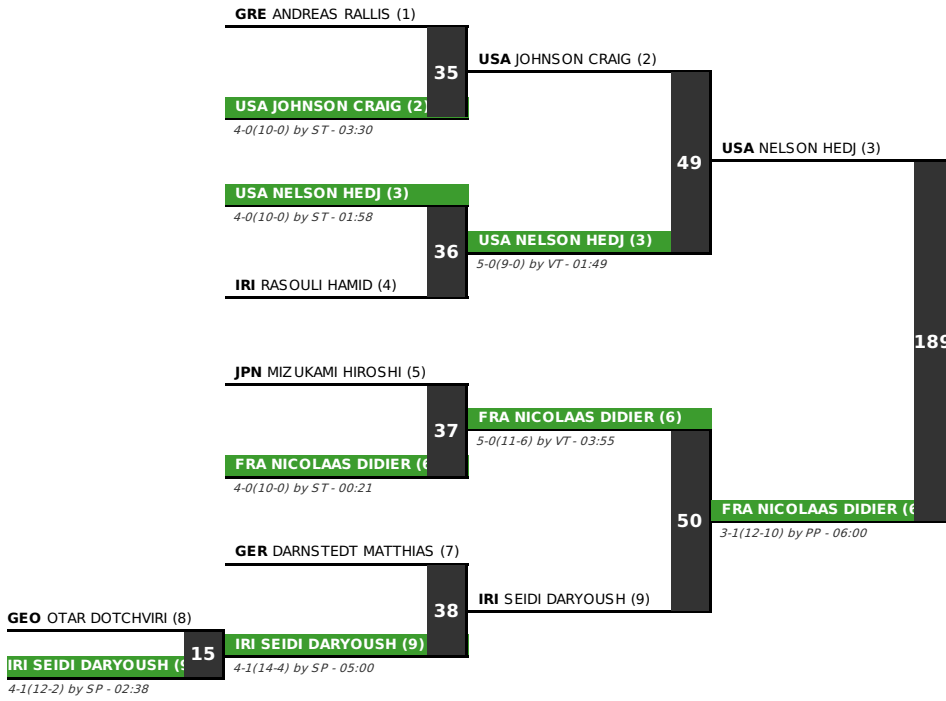 GRE ANDREAS RALLIS (1)
35
USA JOHNSON CRAIG (2)
4-0(10-0) by ST - 03:30
USA JOHNSON CRAIG (2)
49
USA NELSON HEDJ (3)
4-0(10-0) by ST - 01:58
36
IRI RASOULI HAMID (4)
USA NELSON HEDJ (3)
5-0(9-0) by VT - 01:49
USA NELSON HEDJ (3)
189
JPN MIZUKAMI HIROSHI (5)
37
FRA NICOLAAS DIDIER (6
4-0(10-0) by ST - 00:21
FRA NICOLAAS DIDIER (6)
5-0(11-6) by VT - 03:55
50
FRA NICOLAAS DIDIER (6
3-1(12-10) by PP - 06:00
GER DARNSTEDT MATTHIAS (7)
38
IRI SEIDI DARYOUSH (9)
GEO OTAR DOTCHVIRI (8)
15
IRI SEIDI DARYOUSH (9
4-1(12-2) by SP - 02:38
IRI SEIDI DARYOUSH (9)
4-1(14-4) by SP - 05:00